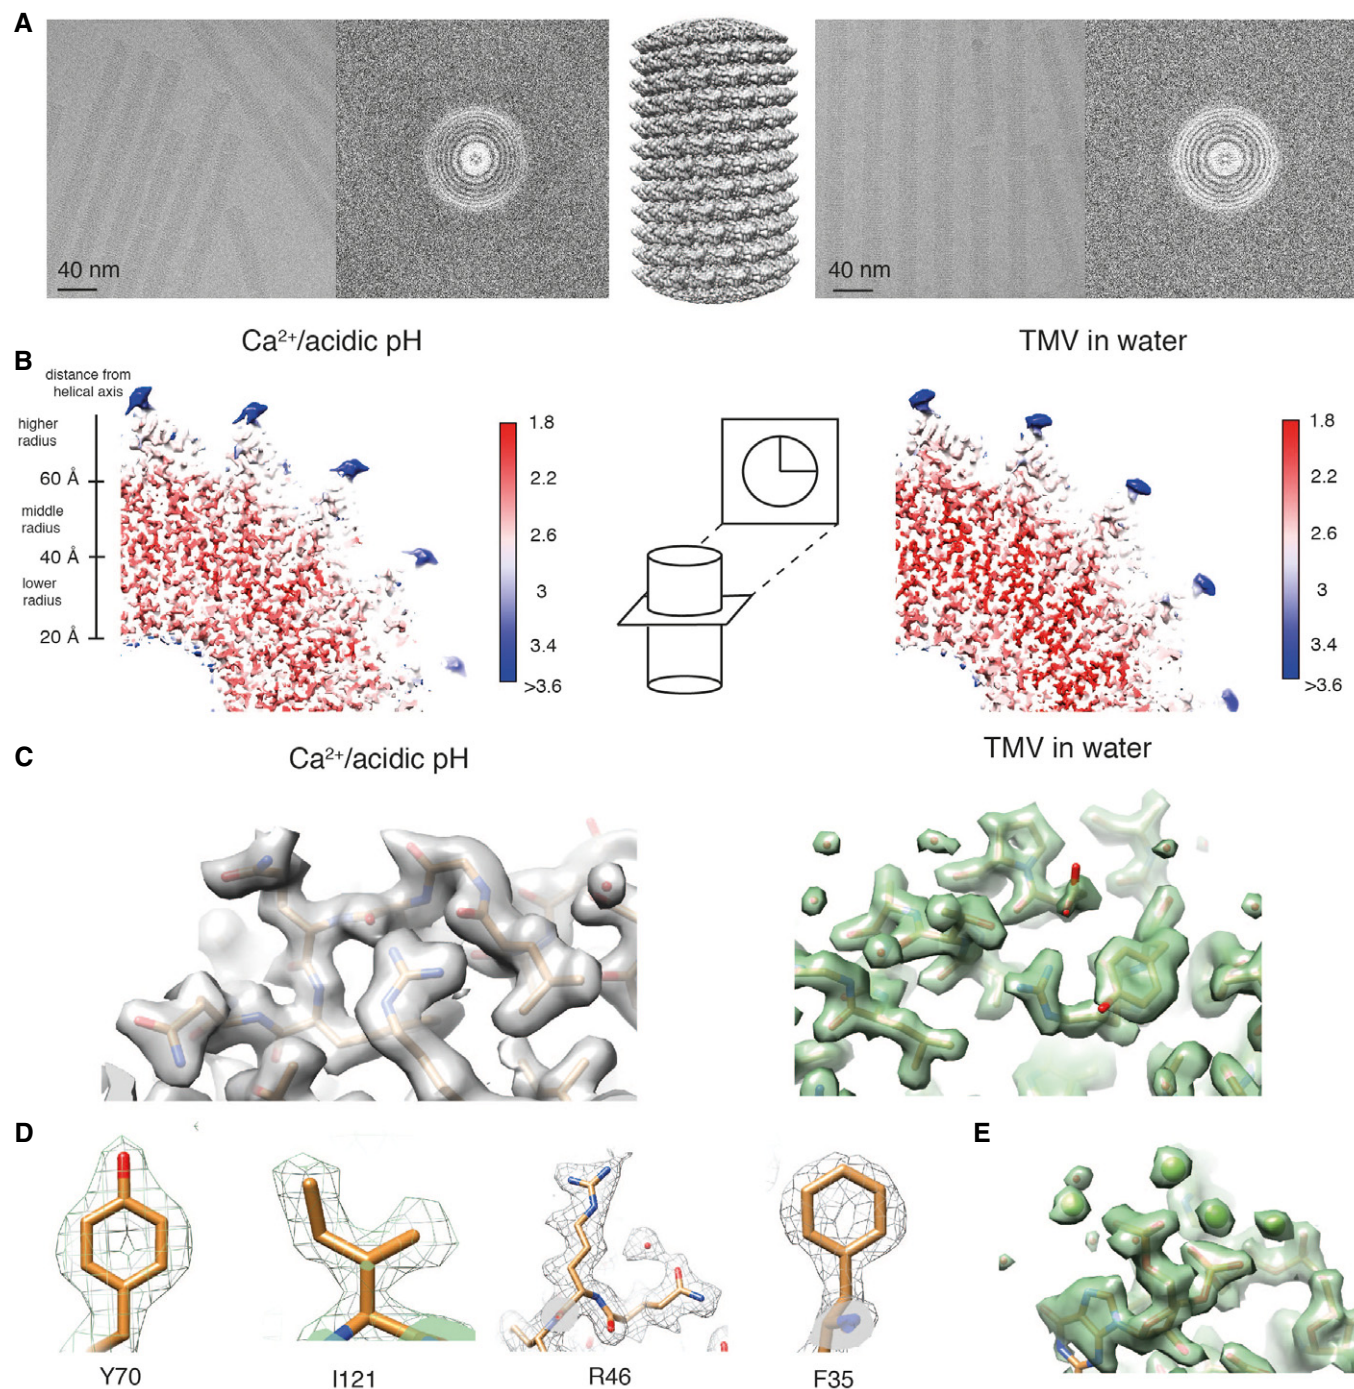 A
40 nm
40 nm
Ca²⁺/acidic pH
TMV in water
B
distance from
helical axis
higher
radius
60 Å
middle
radius
40 Å
lower
radius
20 Å
1.8
2.2
2.6
3
3.4
>3.6
1.8
2.2
2.6
3
3.4
>3.6
C
Ca²⁺/acidic pH
TMV in water
D
Y70
I121
R46
F35
E